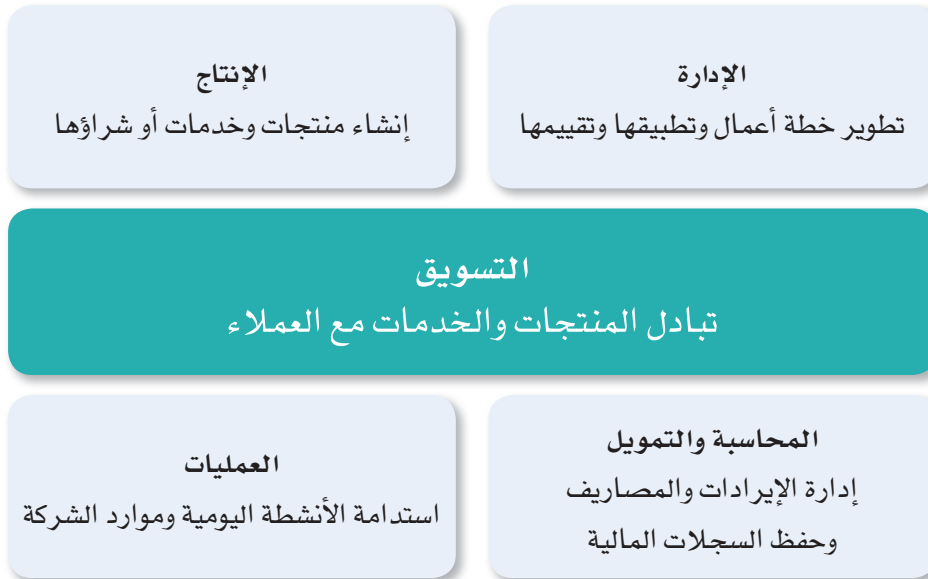 الإدارة
تطوير خطة أعمال وتطبيقها وتقييمها
الإنتاج
إنشاء منتجات وخدمات أو شراؤها
التسويق
تبادل المنتجات والخدمات مع العملاء
المحاسبة والتمويل
إدارة الإيرادات والمصاريف
وحفظ السجلات المالية
العمليات
استدامة الأنشطة اليومية وموارد الشركة